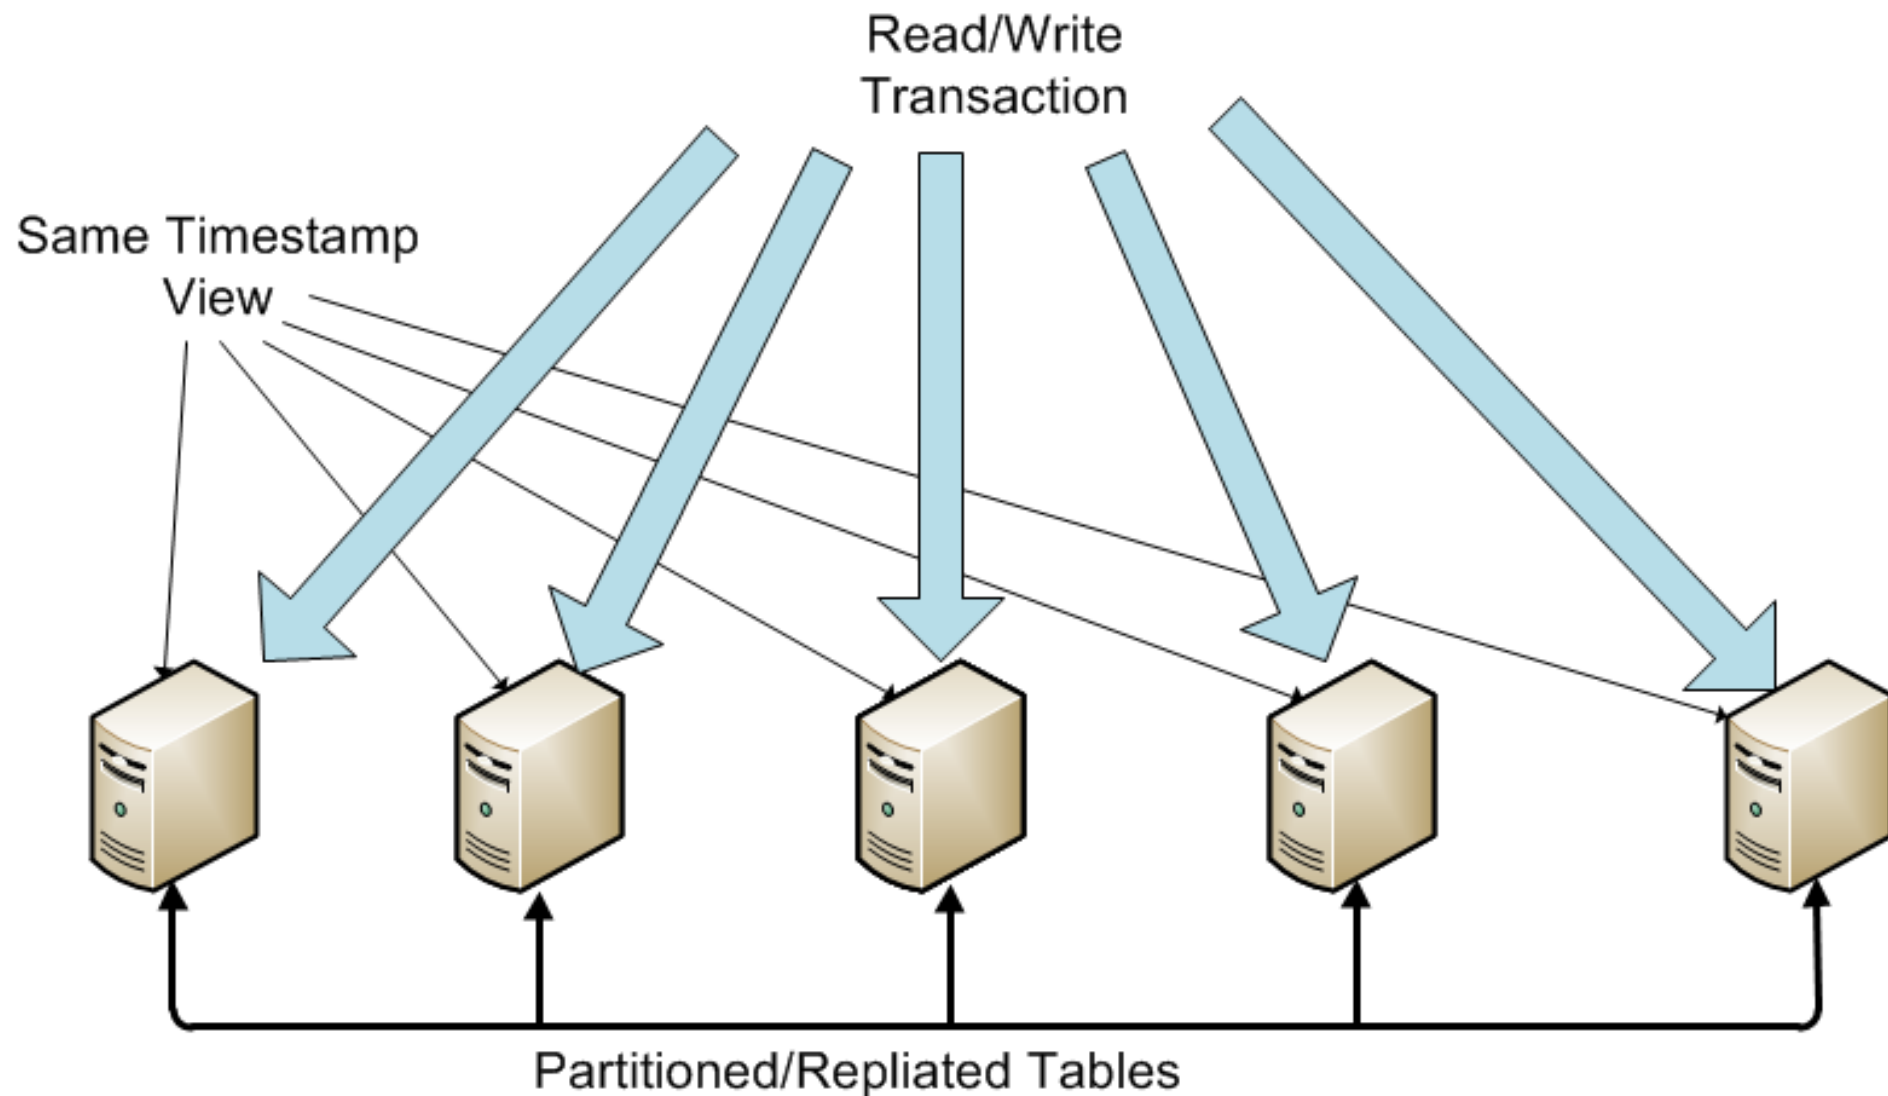 Read/Write
Transaction
Same Timestamp
View
Partitioned/Repliated Tables